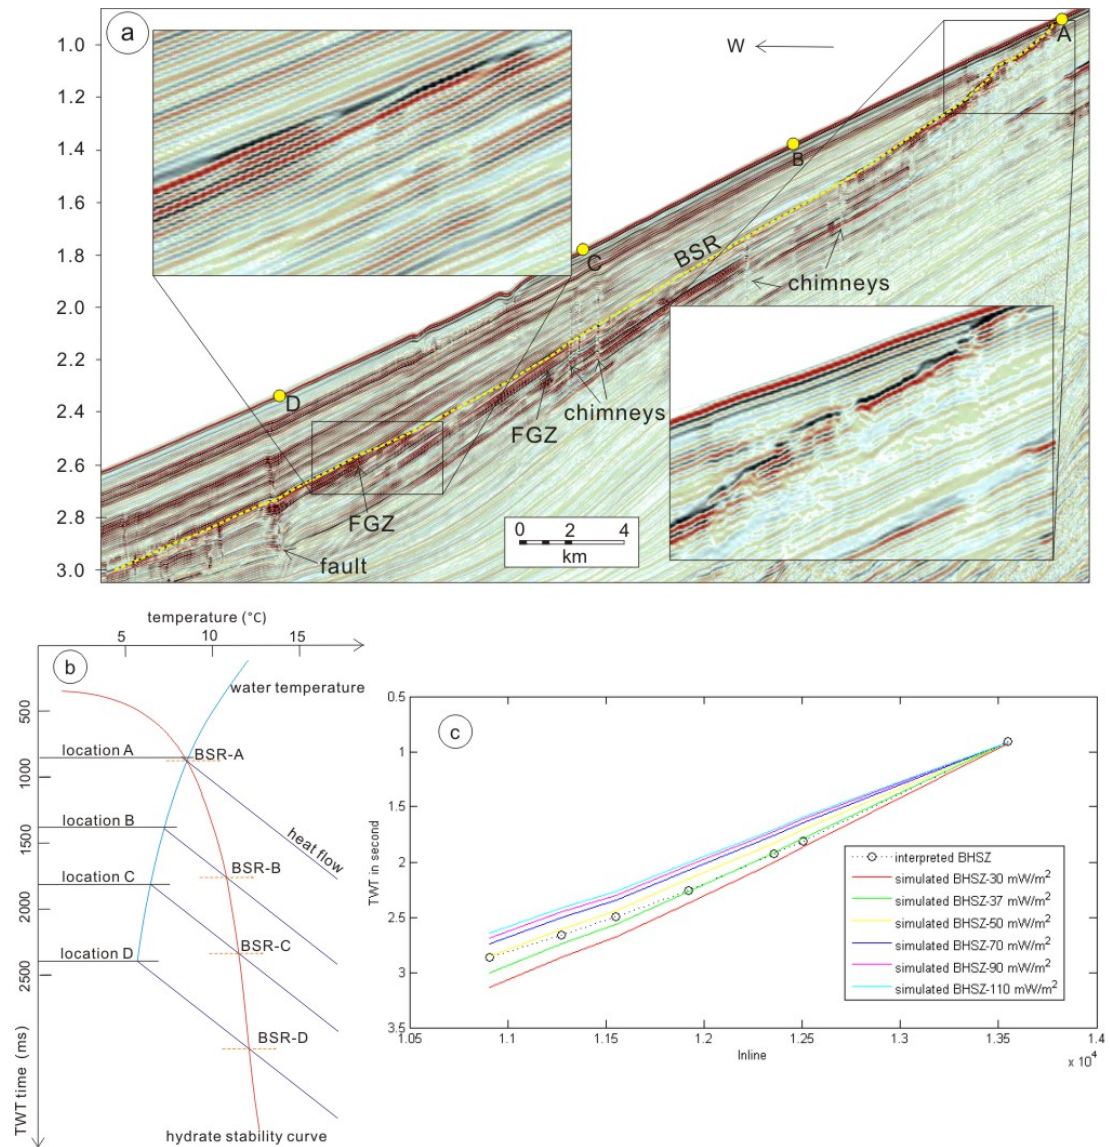 a
1.0
1.2
1.4
1.6
1.8
2.0
2.2
2.4
2.6
2.8
3.0
W
A
B
C
D
BSR
chimneys
chimneys
FGZ
FGZ
fault
0 2 4
km
b
temperature (°C)
5 10 15
water temperature
500
1000
1500
2000
2500
TWT time (ms)
location A
BSR-A
heat flow
location B
BSR-B
location C
BSR-C
location D
BSR-D
hydrate stability curve
c
0.5
1
1.5
2
2.5
3
3.5
TWT in second
interpreted BHSZ
simulated BHSZ-30 mW/m²
simulated BHSZ-37 mW/m²
simulated BHSZ-50 mW/m²
simulated BHSZ-70 mW/m²
simulated BHSZ-90 mW/m²
simulated BHSZ-110 mW/m²
1.05 1.1 1.15 1.2 1.25 1.3 1.35 1.4
Inline
x 10⁴